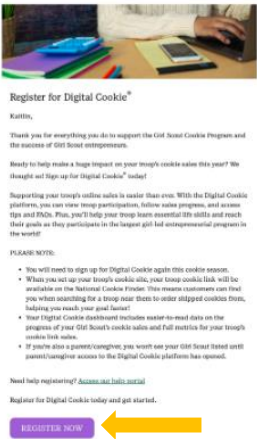 Register for Digital Cookie®
Kaitlin,
Thank you for everything you do to support the Girl Scout Cookie Program and
the success of Girl Scout entrepreneurs.
Ready to help make a huge impact on your troop's cookie sales this year? We
thought so! Sign up for Digital Cookie® today!
Supporting your troop's online sales is easier than ever. With the Digital Cookie
platform, you can view troop participation, follow sales progress, and access
tips and FAQs. Plus, you'll help your troop learn essential life skills and reach
their goals as they participate in the largest girl-led entrepreneurial program in
the world!
PLEASE NOTE:
• You will need to sign up for Digital Cookie again this cookie season.
• When you set up your troop's cookie site, your troop cookie link will be
available on the National Cookie Finder. This means customers can find
you when searching for a troop near them to order shipped cookies from,
helping you reach your goal faster!
• Your Digital Cookie dashboard includes easier-to-read data on the
progress of your Girl Scout's cookie sales and full metrics for your troop's
cookie link sales.
• If you're also a parent/caregiver, you won't see your Girl Scout listed until
parent/caregiver access to the Digital Cookie platform has opened.
Need help registering? Access our help portal
Register for Digital Cookie today and get started.
REGISTER NOW